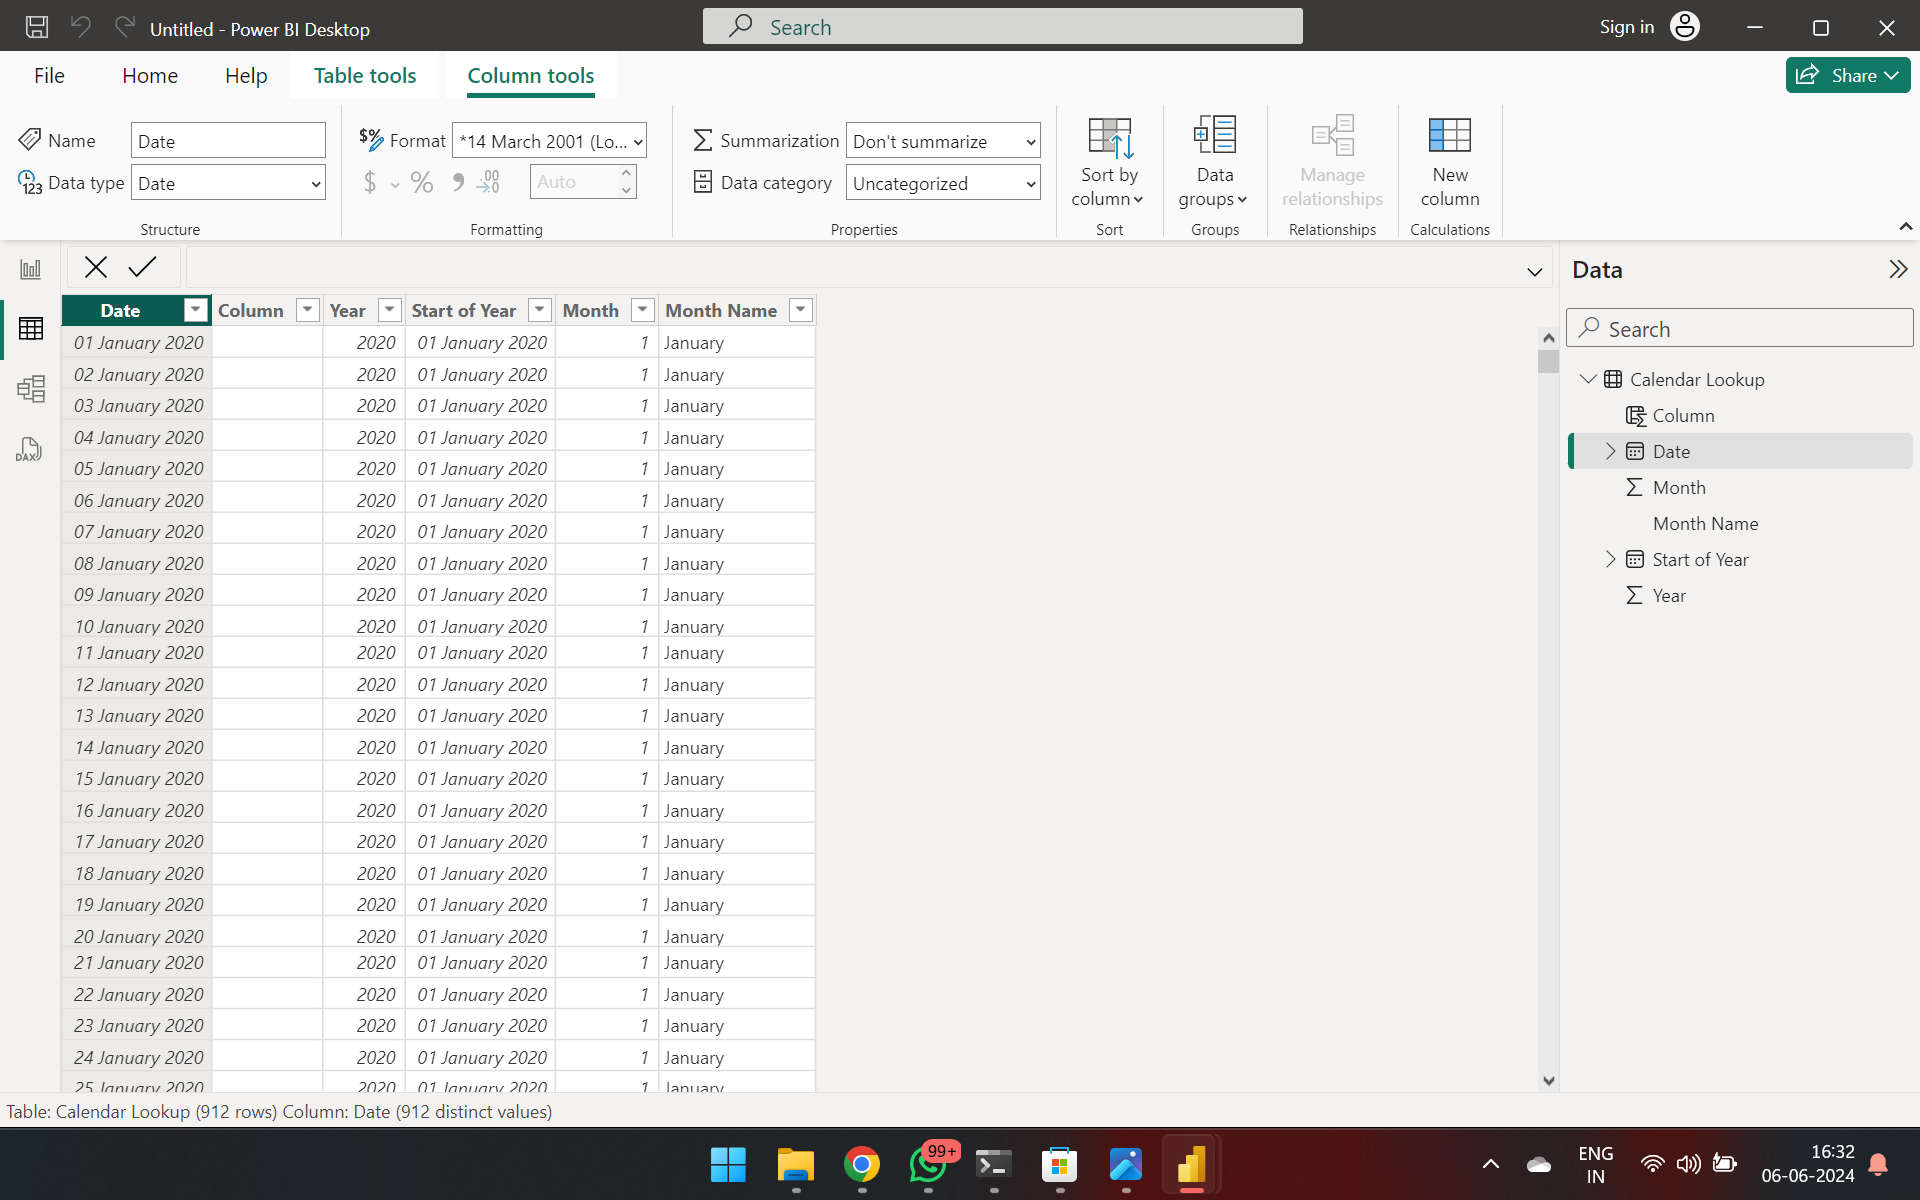 Untitled - Power BI Desktop
Search
Sign in
File Home Help Table tools Column tools
Share
Name Date
Data type Date
Structure
$% Format *14 March 2001 (Lo...
$ % 9 .00 Auto
Formatting
Summarization Don't summarize
Data category Uncategorized
Properties
Sort by column
Sort
Data groups
Groups
Manage relationships
Relationships
New column
Calculations
Date Column Year Start of Year Month Month Name
01 January 2020 2020 01 January 2020 1 January
02 January 2020 2020 01 January 2020 1 January
03 January 2020 2020 01 January 2020 1 January
04 January 2020 2020 01 January 2020 1 January
05 January 2020 2020 01 January 2020 1 January
06 January 2020 2020 01 January 2020 1 January
07 January 2020 2020 01 January 2020 1 January
08 January 2020 2020 01 January 2020 1 January
09 January 2020 2020 01 January 2020 1 January
10 January 2020 2020 01 January 2020 1 January
11 January 2020 2020 01 January 2020 1 January
12 January 2020 2020 01 January 2020 1 January
13 January 2020 2020 01 January 2020 1 January
14 January 2020 2020 01 January 2020 1 January
15 January 2020 2020 01 January 2020 1 January
16 January 2020 2020 01 January 2020 1 January
17 January 2020 2020 01 January 2020 1 January
18 January 2020 2020 01 January 2020 1 January
19 January 2020 2020 01 January 2020 1 January
20 January 2020 2020 01 January 2020 1 January
21 January 2020 2020 01 January 2020 1 January
22 January 2020 2020 01 January 2020 1 January
23 January 2020 2020 01 January 2020 1 January
24 January 2020 2020 01 January 2020 1 January
25 January 2020 2020 01 January 2020 1 January
DAX
Data
Search
Calendar Lookup
Column
Date
Month
Month Name
Start of Year
Year
Table: Calendar Lookup (912 rows) Column: Date (912 distinct values)
99+
ENG
IN
16:32
06-06-2024